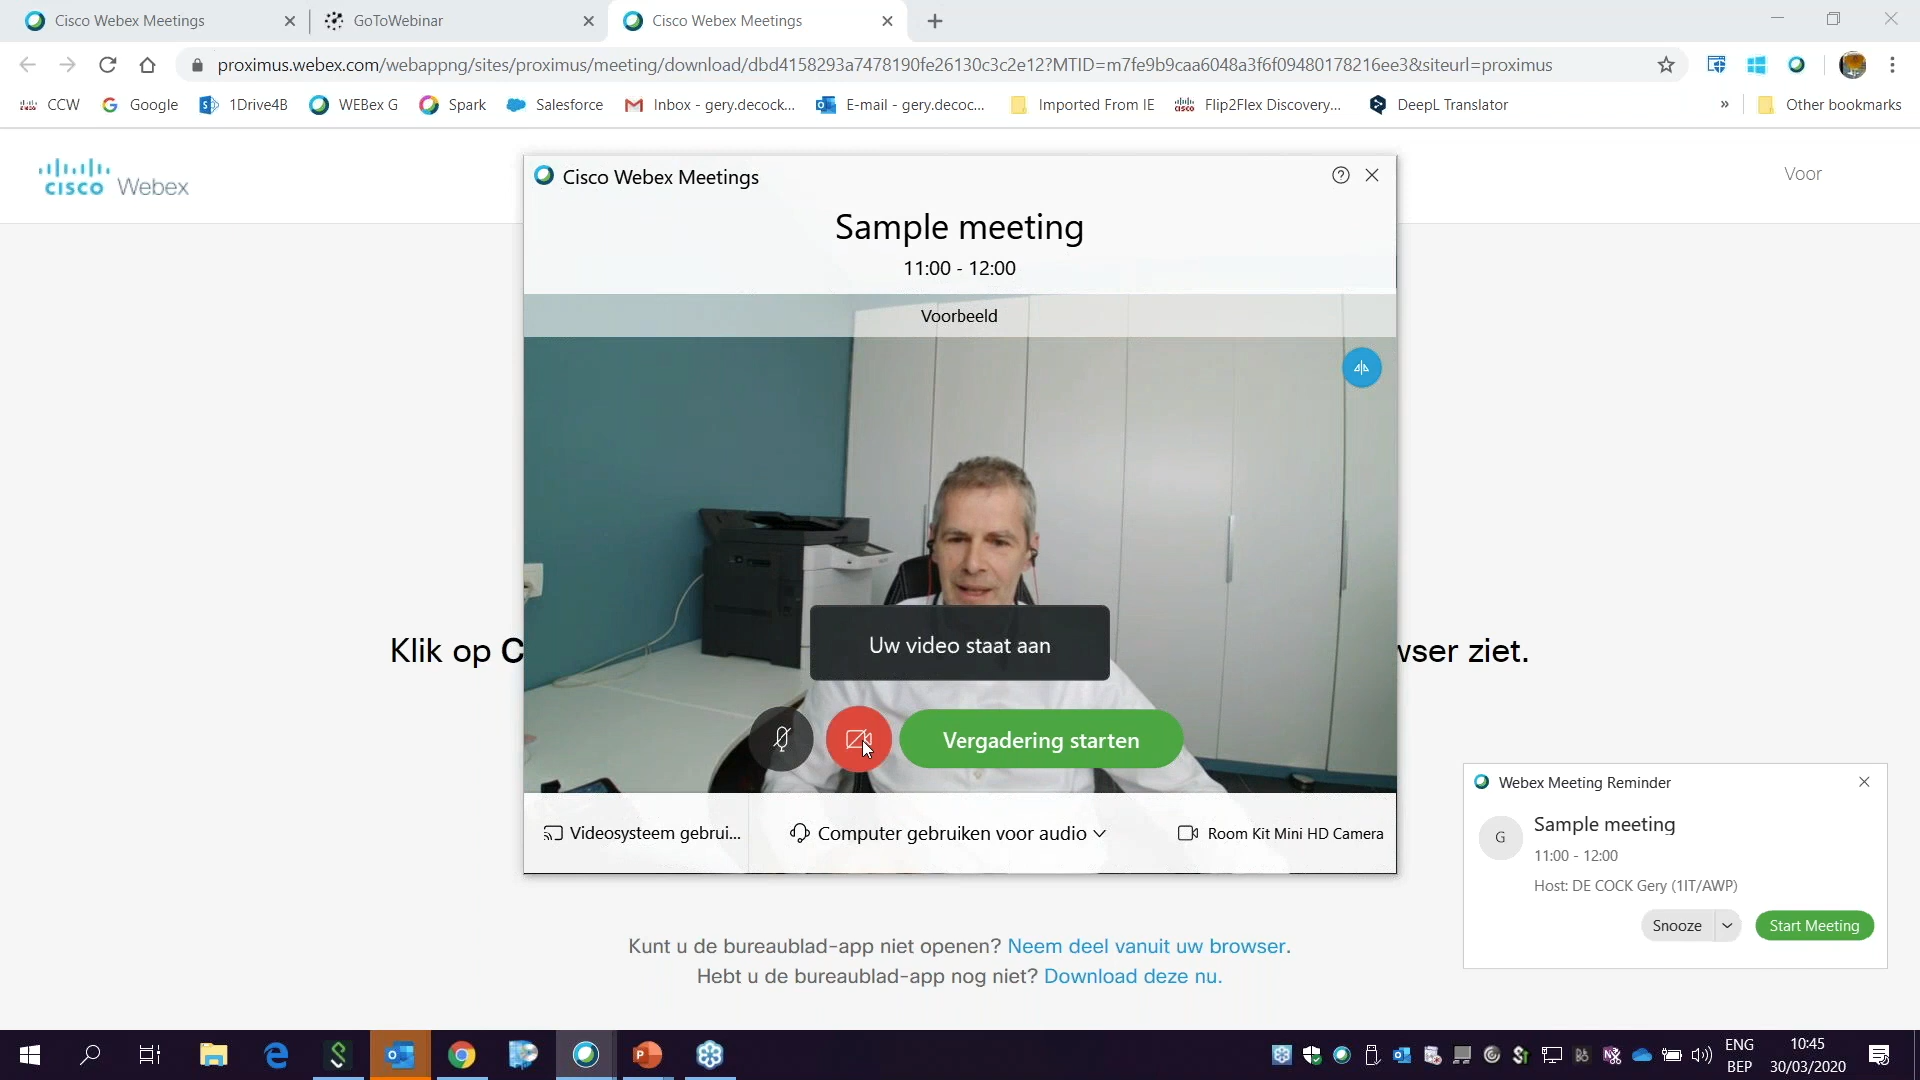 Cisco Webex Meetings
GoToWebinar
Cisco Webex Meetings
proximus.webex.com/webappng/sites/proximus/meeting/download/dbd4158293a7478190fe26130c3c2e12?MTID=m7fe9b9caa6048a3f6f09480178216ee3&siteurl=proximus
CCW
Google
1Drive4B
WEBex G
Spark
Salesforce
Inbox - gery.decock...
E-mail - gery.decoc...
Imported From IE
Flip2Flex Discovery...
DeepL Translator
»
Other bookmarks
CISCO Webex
Voor
Cisco Webex Meetings
Sample meeting
11:00 - 12:00
Voorbeeld
Klik op C
wser ziet.
Uw video staat aan
Vergadering starten
Videosysteem gebrui...
Computer gebruiken voor audio
Room Kit Mini HD Camera
Webex Meeting Reminder
G
Sample meeting
11:00 - 12:00
Host: DE COCK Gery (1IT/AWP)
Snooze
Start Meeting
Kunt u de bureaublad-app niet openen? Neem deel vanuit uw browser.
Hebt u de bureaublad-app nog niet? Download deze nu.
ENG
BEP
10:45
30/03/2020